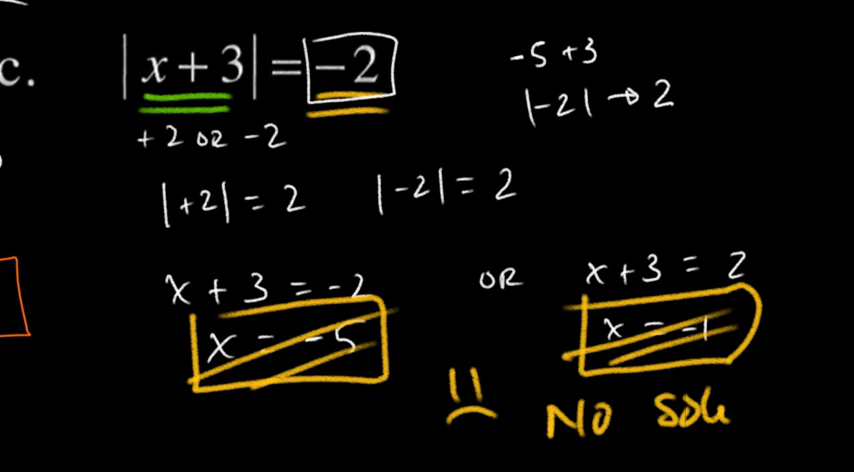 c. |x + 3| = -2
-5 +3
|-2| → 2
+2 OR -2
|+2| = 2 |-2| = 2
x + 3 = -2 OR x + 3 = 2
x = -5 x = -1
No Soln